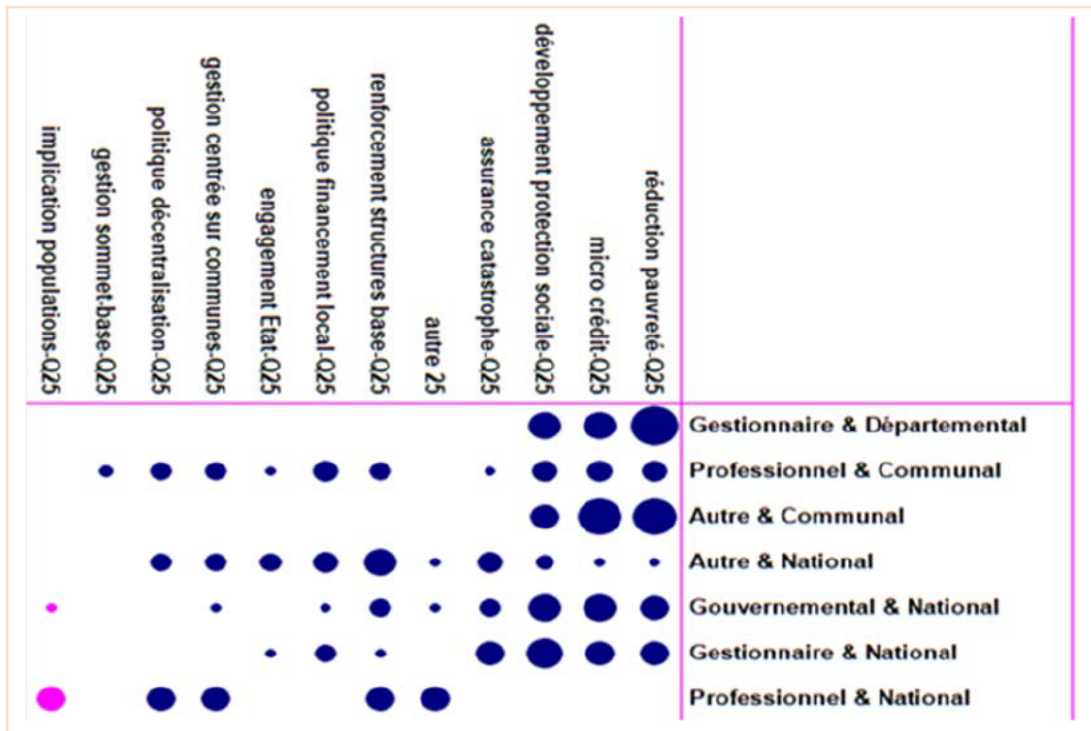 implication populations-Q25
gestion sommet-base-Q25
politique décentralisation-Q25
gestion centrée sur communes-Q25
engagement Etat-Q25
politique financement local-Q25
renforcement structures base-Q25
autre 25
assurance catastrophe-Q25
développement protection sociale-Q25
micro crédit-Q25
réduction pauvreté-Q25
Gestionnaire & Départemental
Professionnel & Communal
Autre & Communal
Autre & National
Gouvernemental & National
Gestionnaire & National
Professionnel & National